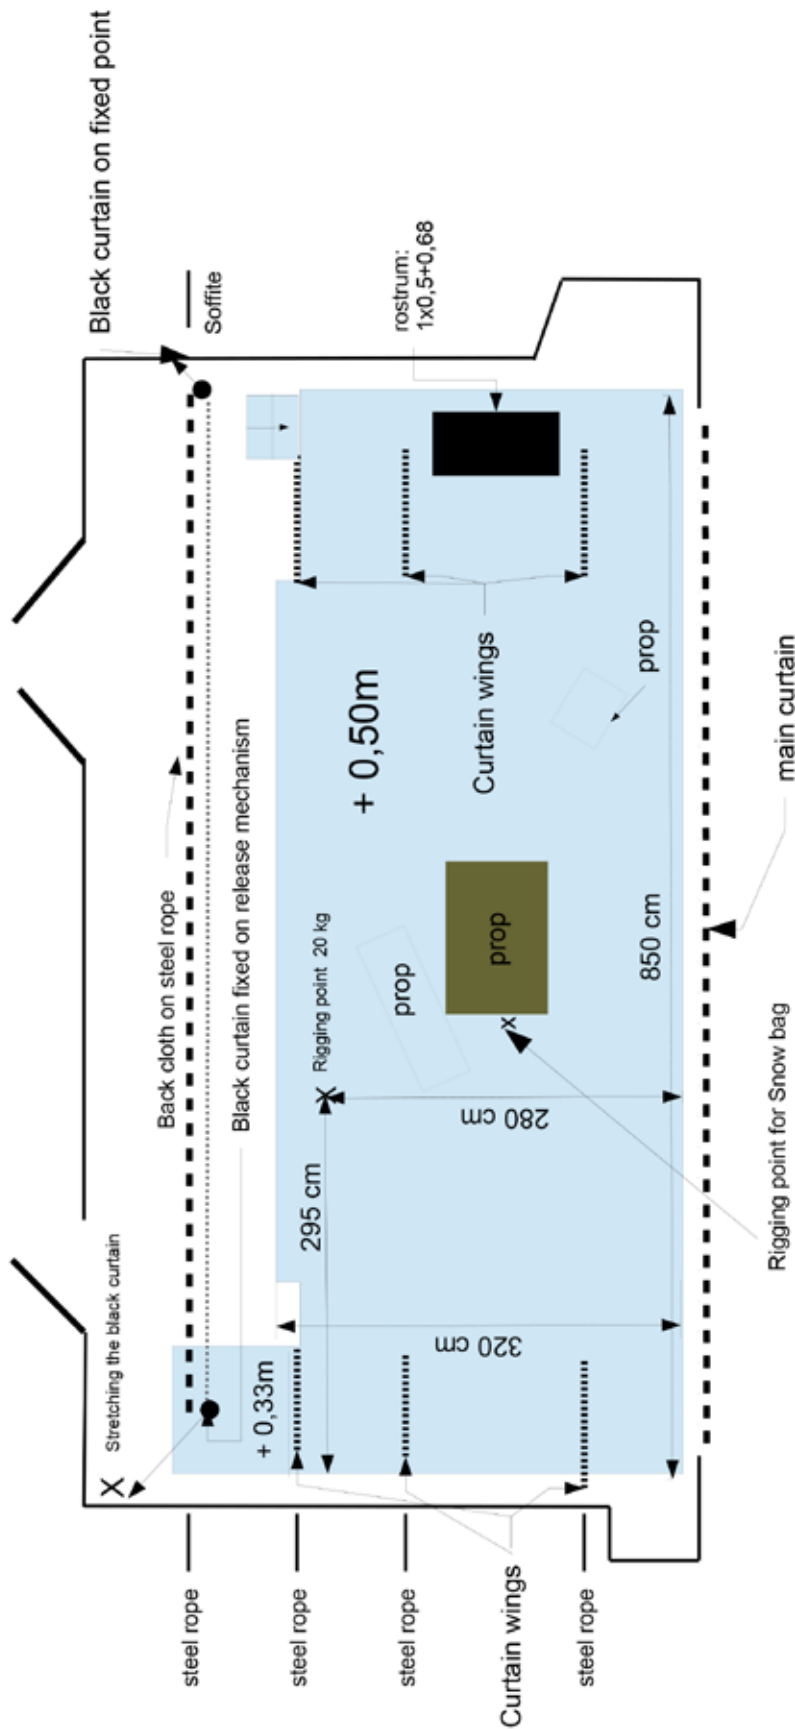 Black curtain on fixed point
Soffite
rostrum:
1x0,5+0,68
Back cloth on steel rope
Black curtain fixed on release mechanism
Stretching the black curtain
X
+ 0,33m
+ 0,50m
Curtain wings
prop
X Rigging point 20 kg
prop
prop
x
295 cm
280 cm
320 cm
850 cm
main curtain
Rigging point for Snow bag
steel rope
steel rope
steel rope
Curtain wings
steel rope